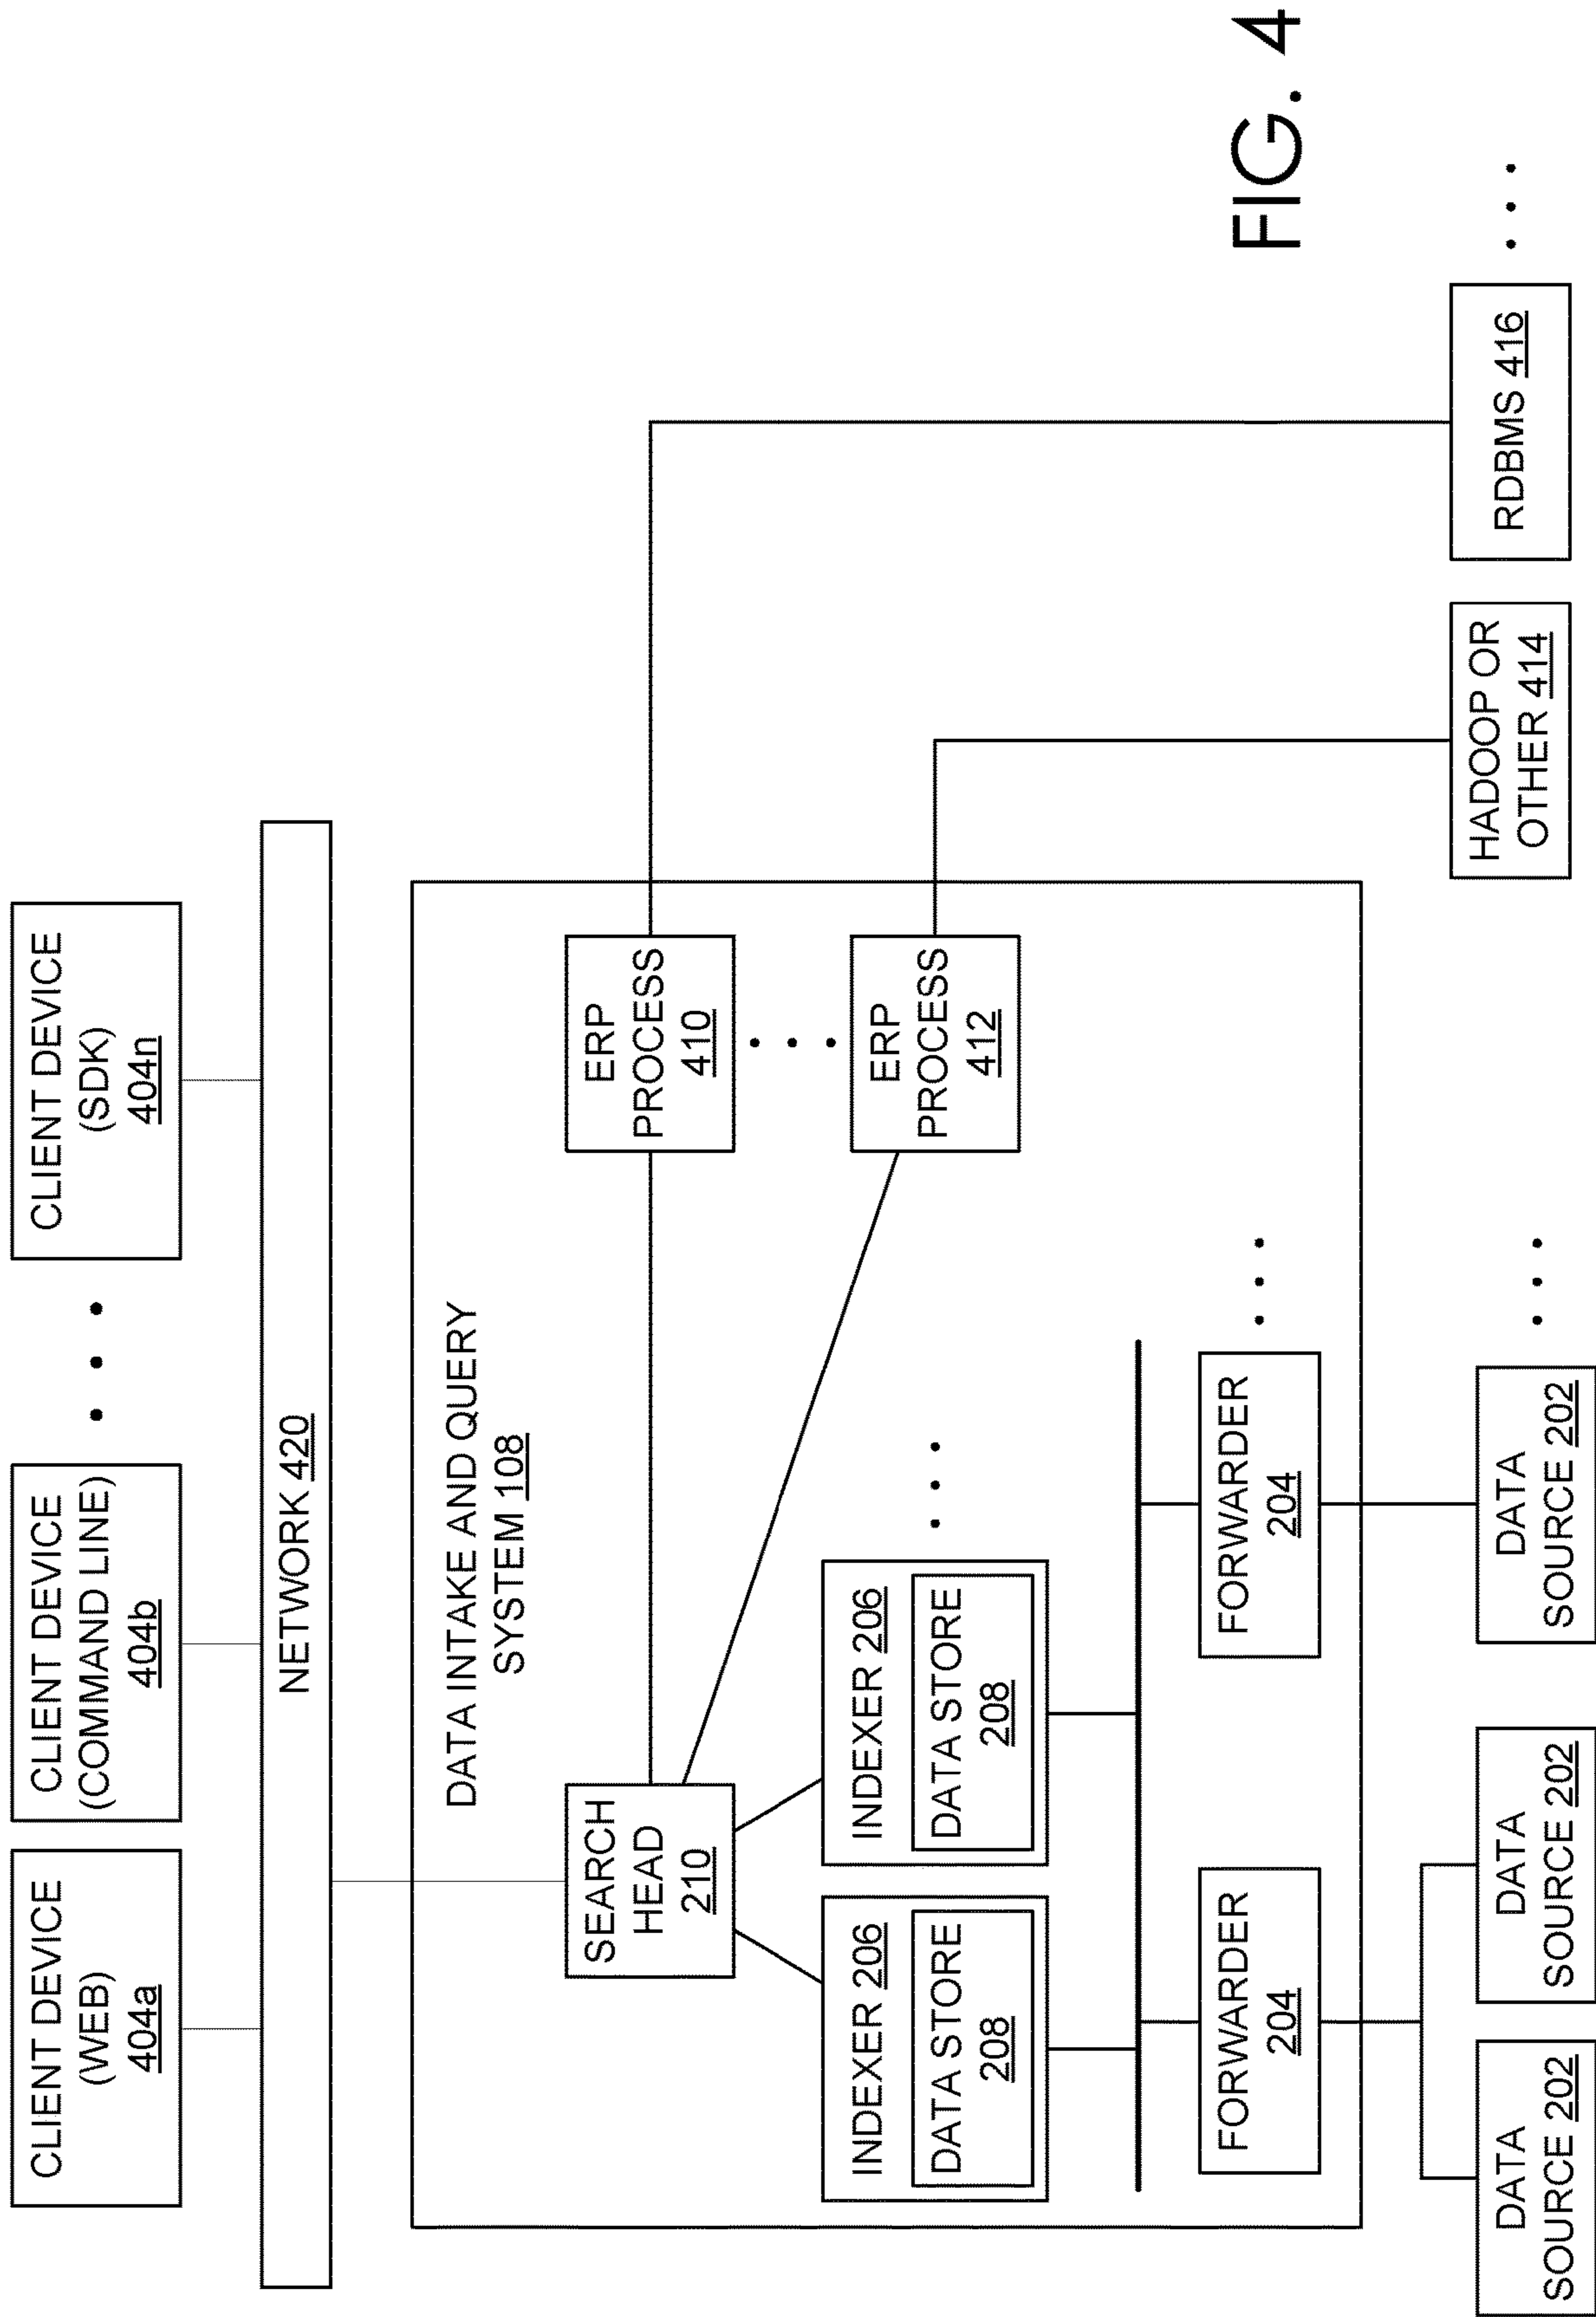 CLIENT DEVICE
(WEB)
404a
CLIENT DEVICE
(COMMAND LINE)
404b
CLIENT DEVICE
(SDK)
404n
NETWORK 420
DATA INTAKE AND QUERY
SYSTEM 108
SEARCH
HEAD
210
ERP
PROCESS
410
ERP
PROCESS
412
INDEXER 206
DATA STORE
208
INDEXER 206
DATA STORE
208
FORWARDER
204
FORWARDER
204
DATA
SOURCE 202
DATA
SOURCE 202
DATA
SOURCE 202
HADOOP OR
OTHER 414
RDBMS 416
FIG. 4